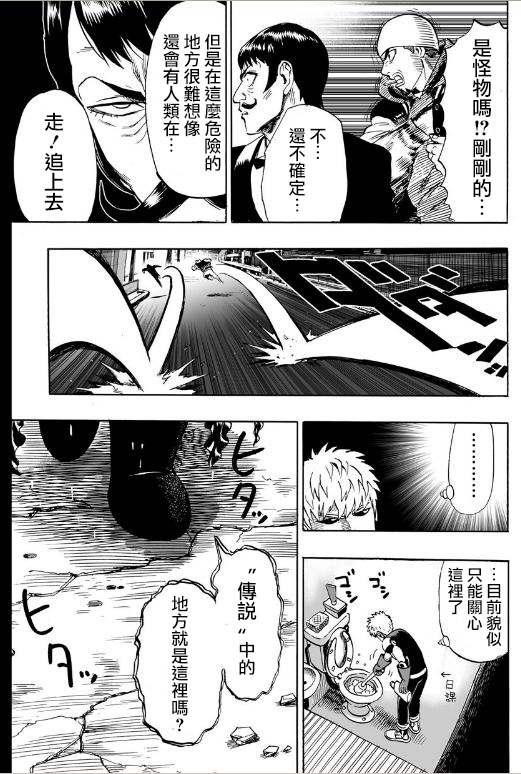 是怪物嗎!?剛剛的…
不…
還不確定…
但是在這麼危險的
地方很難想像
還會有人類在…
走!追上去
ダダダ
………
…目前貌似
只能關心
這裡了
ゴシ
ゴシ
←日課
ヒタ
ヒタッ
"傳説"中的
地方就是這裡嗎?